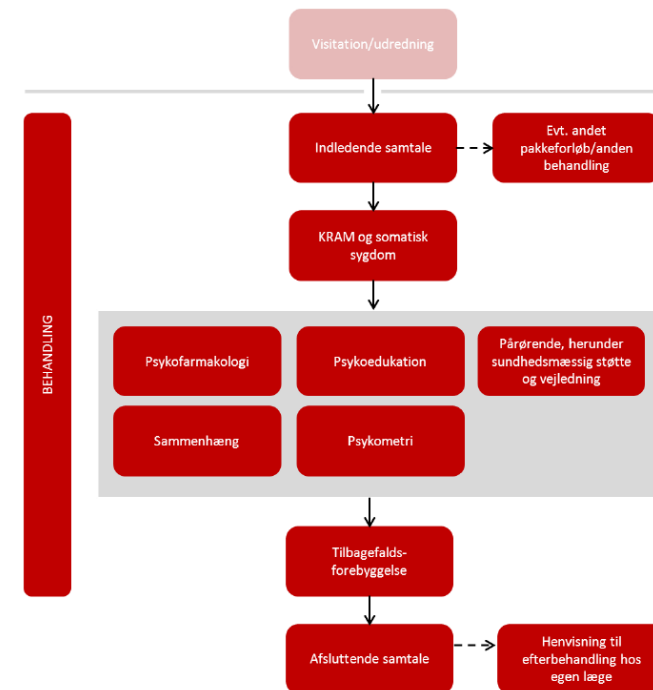 Visitation/udredning
Indledende samtale
Evt. andet
pakkeforløb/anden
behandling
KRAM og somatisk
sygdom
BEHANDLING
Psykofarmakologi
Psykoedukation
Pårørende, herunder
sundhedsmæssig støtte
og vejledning
Sammenhæng
Psykometri
Tilbagefalds-
forebyggelse
Afsluttende samtale
Henvisning til
efterbehandling hos
egen læge